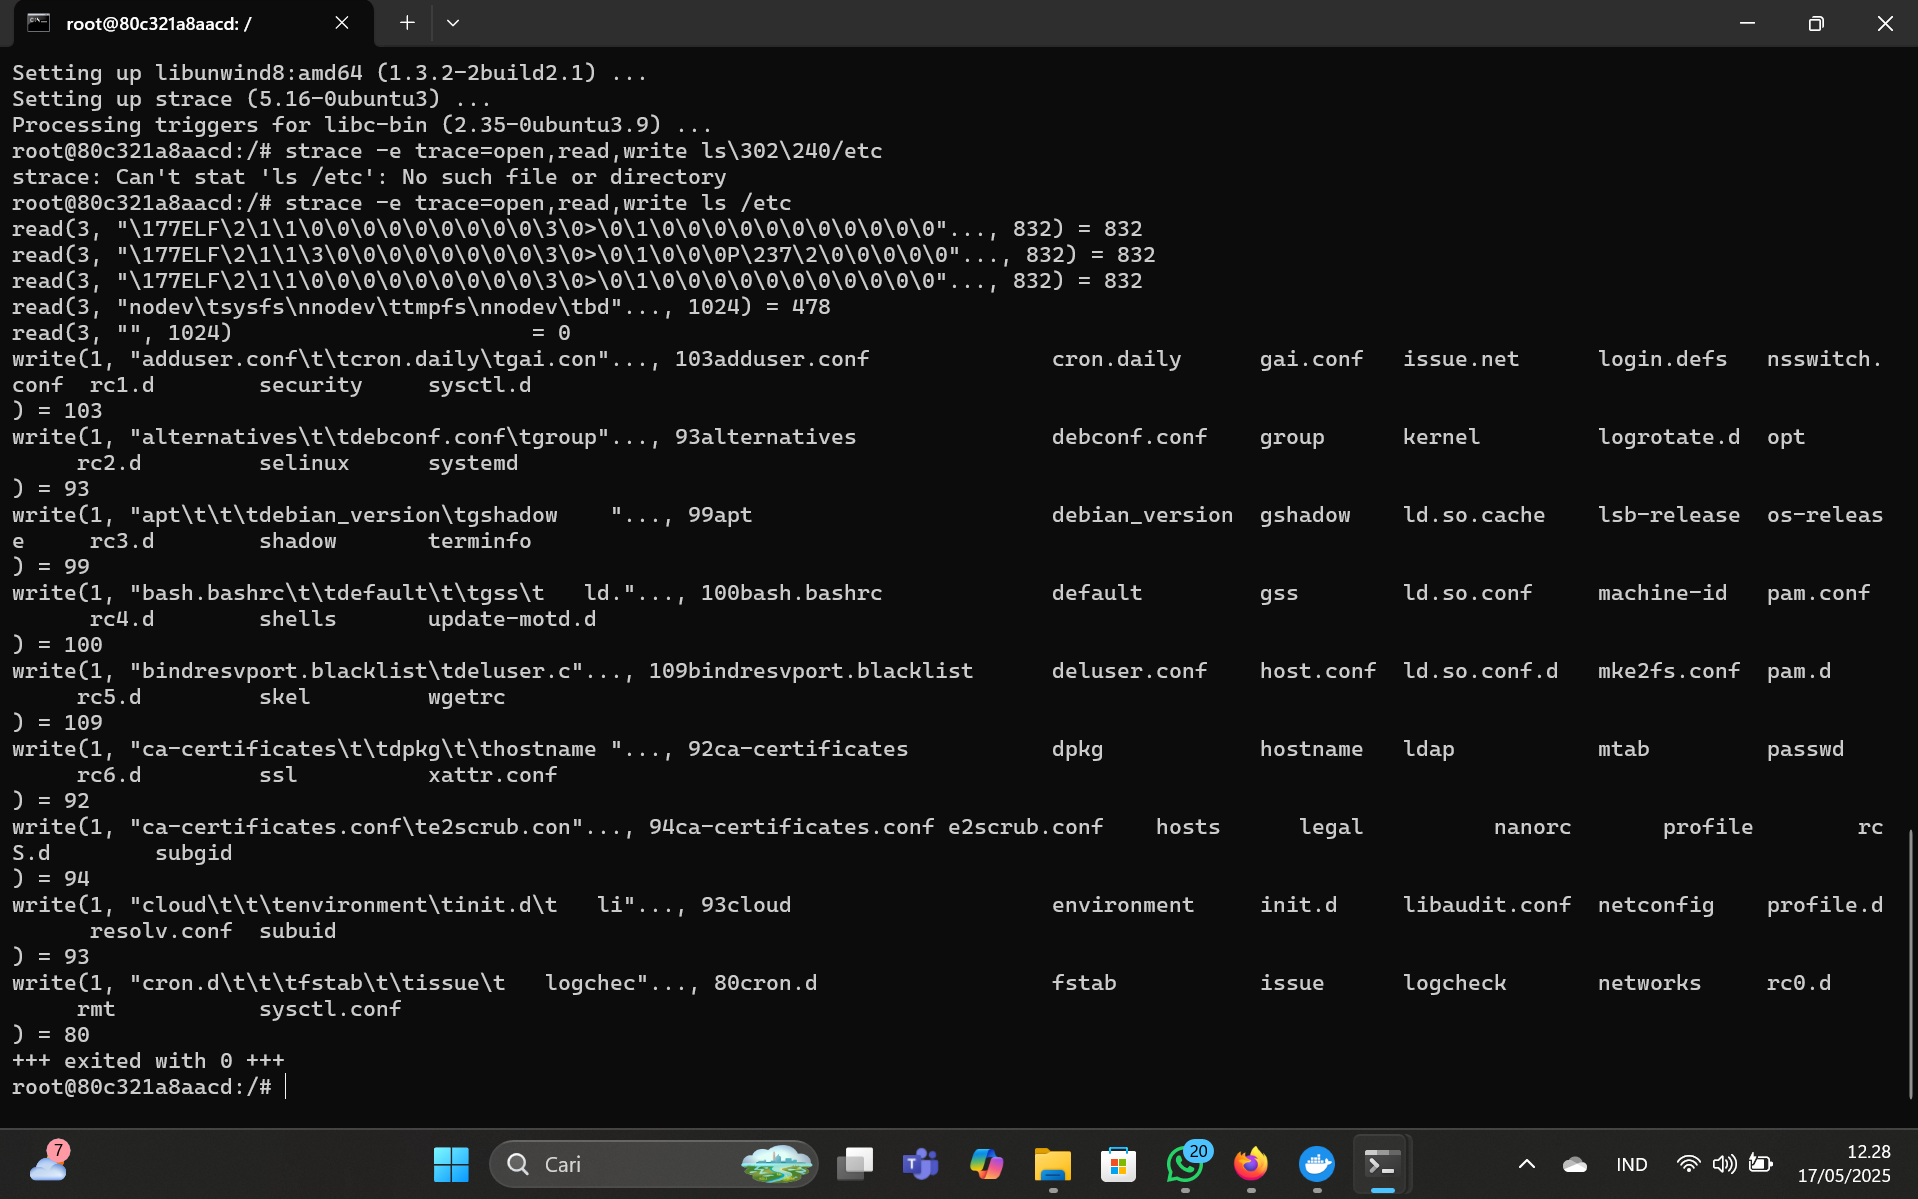 root@80c321a8aacd: /
Setting up libunwind8:amd64 (1.3.2-2build2.1) ...
Setting up strace (5.16-0ubuntu3) ...
Processing triggers for libc-bin (2.35-0ubuntu3.9) ...
root@80c321a8aacd:/# strace -e trace=open,read,write ls\302\240/etc
strace: Can't stat 'ls /etc': No such file or directory
root@80c321a8aacd:/# strace -e trace=open,read,write ls /etc
read(3, "\177ELF\2\1\1\0\0\0\0\0\0\0\0\0\3\0>\0\1\0\0\0\0\0\0\0\0\0\0\0"..., 832) = 832
read(3, "\177ELF\2\1\1\3\0\0\0\0\0\0\0\0\3\0>\0\1\0\0\0P\237\2\0\0\0\0\0"..., 832) = 832
read(3, "\177ELF\2\1\1\0\0\0\0\0\0\0\0\0\3\0>\0\1\0\0\0\0\0\0\0\0\0\0\0"..., 832) = 832
read(3, "nodev\tsysfs\nnodev\ttmpfs\nnodev\tbd"..., 1024) = 478
read(3, "", 1024)                       = 0
write(1, "adduser.conf\t\tcron.daily\tgai.con"..., 103adduser.conf              cron.daily      gai.conf   issue.net      login.defs   nsswitch.
conf  rc1.d        security     sysctl.d
) = 103
write(1, "alternatives\t\tdebconf.conf\tgroup"..., 93alternatives               debconf.conf    group      kernel         logrotate.d  opt
     rc2.d         selinux      systemd
) = 93
write(1, "apt\t\t\tdebian_version\tgshadow    "..., 99apt                       debian_version  gshadow    ld.so.cache    lsb-release  os-releas
e     rc3.d        shadow       terminfo
) = 99
write(1, "bash.bashrc\t\tdefault\t\tgss\t   ld."..., 100bash.bashrc             default         gss        ld.so.conf     machine-id   pam.conf
      rc4.d        shells       update-motd.d
) = 100
write(1, "bindresvport.blacklist\tdeluser.c"..., 109bindresvport.blacklist      deluser.conf    host.conf  ld.so.conf.d   mke2fs.conf  pam.d
     rc5.d         skel         wgetrc
) = 109
write(1, "ca-certificates\t\tdpkg\t\thostname "..., 92ca-certificates           dpkg            hostname   ldap           mtab         passwd
     rc6.d         ssl          xattr.conf
) = 92
write(1, "ca-certificates.conf\te2scrub.con"..., 94ca-certificates.conf e2scrub.conf    hosts      legal          nanorc       profile        rc
S.d        subgid
) = 94
write(1, "cloud\t\t\tenvironment\tinit.d\t   li"..., 93cloud                    environment     init.d     libaudit.conf  netconfig    profile.d
      resolv.conf  subuid
) = 93
write(1, "cron.d\t\t\tfstab\t\tissue\t   logchec"..., 80cron.d                  fstab           issue      logcheck       networks     rc0.d
     rmt           sysctl.conf
) = 80
+++ exited with 0 +++
root@80c321a8aacd:/#
7
Cari
20
IND
12.28
17/05/2025